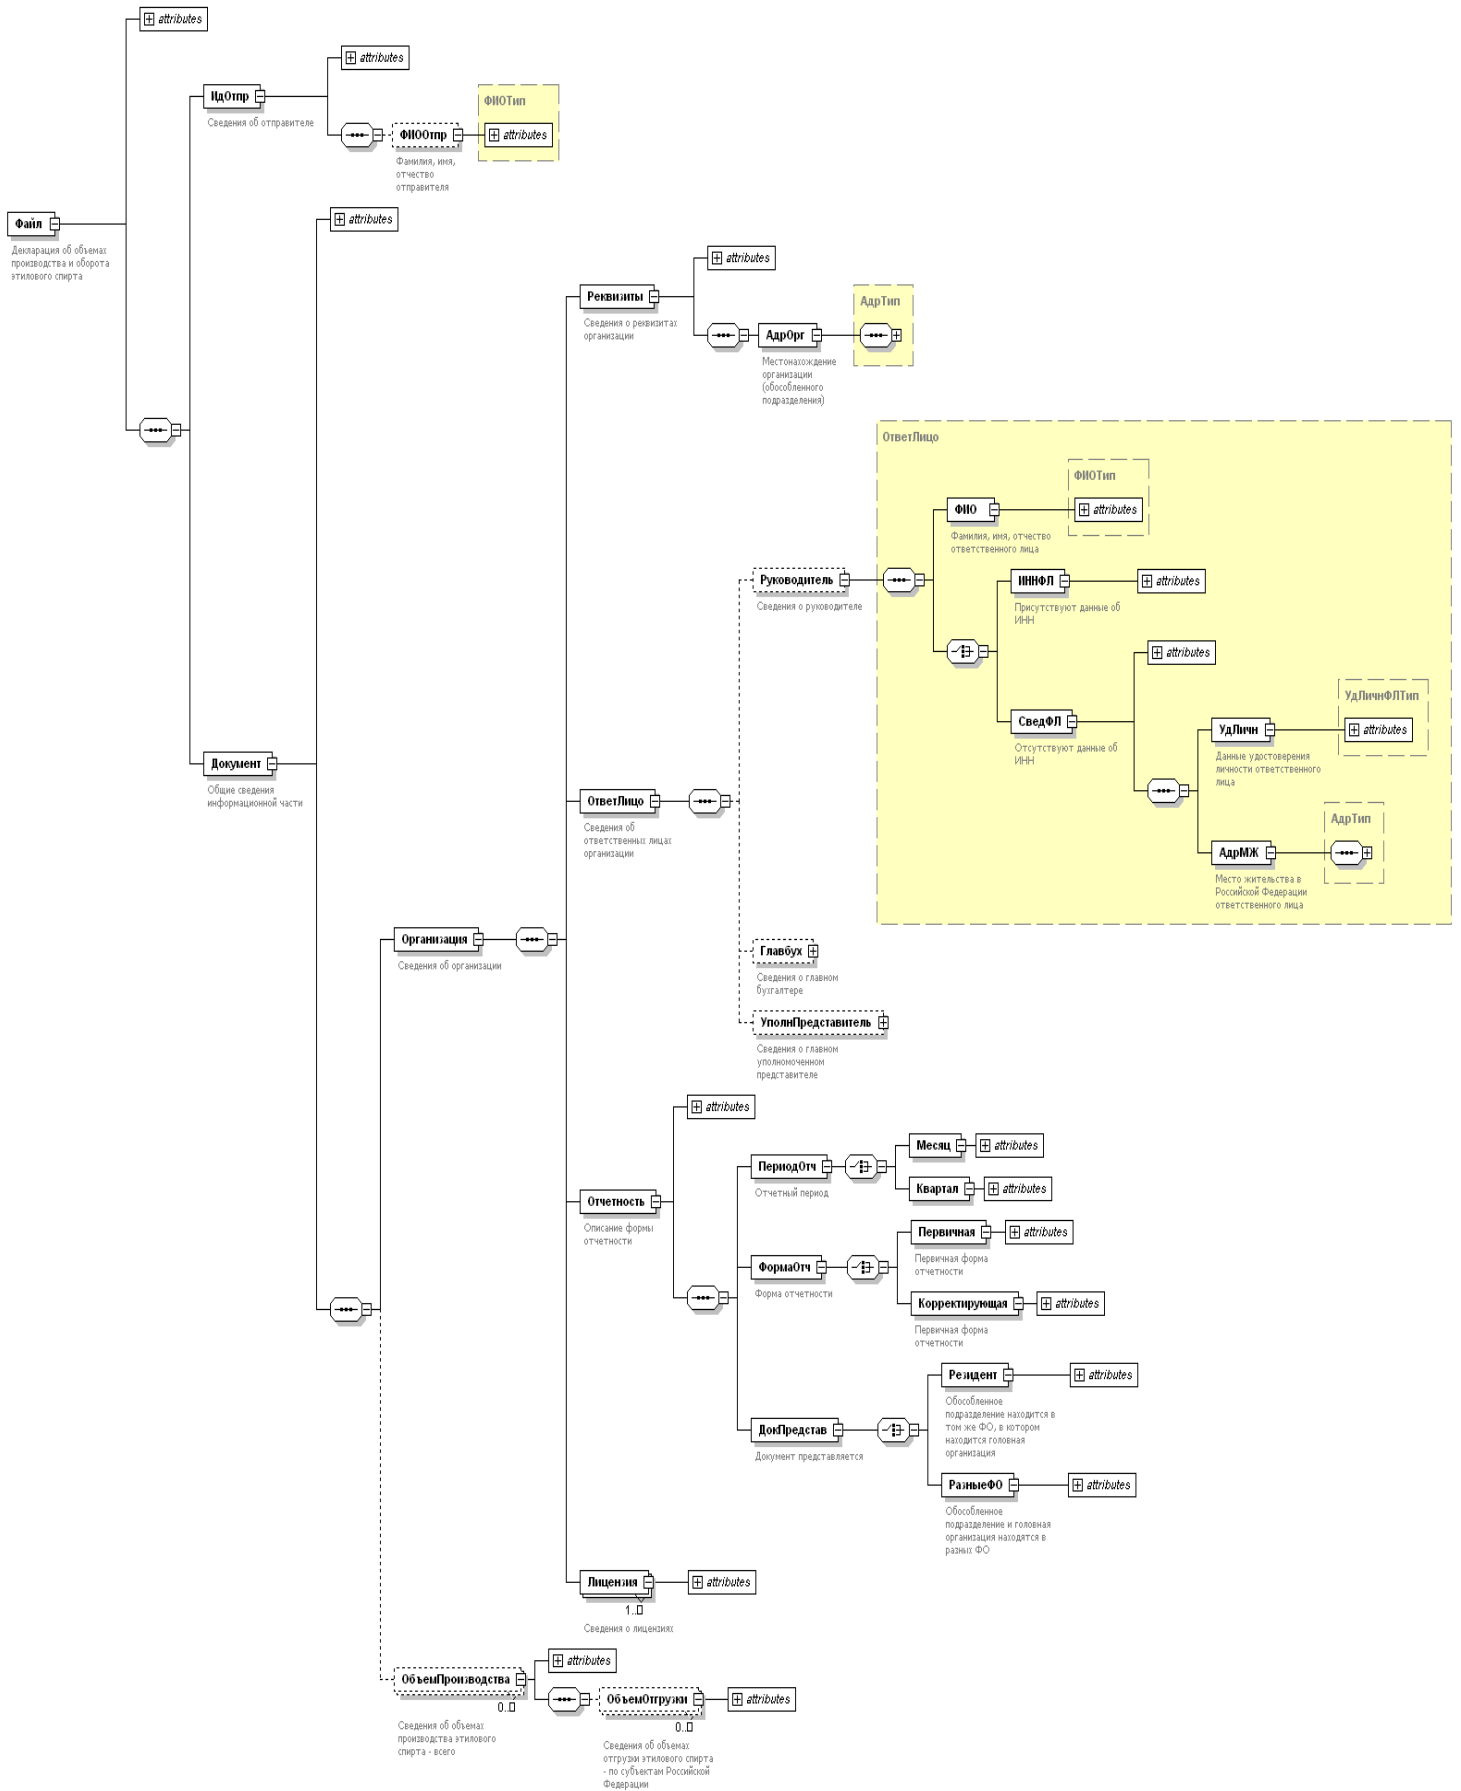 attributes
attributes
ИдОтпр
Сведения об отправителе
ФИОТип
ФИООтпр
attributes
Фамилия, имя,
отчество
отправителя
Файл
Декларация об объемах
производства и оборота
этилового спирта
attributes
attributes
Реквизиты
Сведения о реквизитах
организации
АдрТип
АдрОрг
Местонахождение
организации
(обособленного
подразделения)
ОтветЛицо
ФИОТип
ФИО
attributes
Фамилия, имя, отчество
ответственного лица
Руководитель
Сведения о руководителе
ИННФЛ
attributes
Присутствуют данные об
ИНН
attributes
СведФЛ
Отсутствуют данные об
ИНН
УдЛичнФЛТип
УдЛичн
attributes
Данные удостоверения
личности ответственного
лица
Документ
Общие сведения
информационной части
ОтветЛицо
Сведения об
ответственных лицах
организации
АдрТип
АдрМЖ
Место жительства в
Российской Федерации
ответственного лица
Организация
Сведения об организации
Главбух
Сведения о главном
бухгалтере
УполнПредставитель
Сведения о главном
уполномоченном
представителе
attributes
Месяц
attributes
ПериодОтч
Отчетный период
Квартал
attributes
Отчетность
Описание формы
отчетности
Первичная
attributes
Первичная форма
отчетности
ФормаОтч
Форма отчетности
Корректирующая
attributes
Первичная форма
отчетности
Резидент
attributes
Обособленное
подразделение находится в
том же ФО, в котором
находится головная
организация
ДокПредстав
Документ представляется
РазныеФО
attributes
Обособленное
подразделение и головная
организация находятся в
разных ФО
Лицензия
attributes
1..
Сведения о лицензиях
attributes
ОбъемПроизводства
0..
Сведения об объемах
производства этилового
спирта - всего
ОбъемОтгрузки
attributes
0..
Сведения об объемах
отгрузки этилового спирта
- по субъектам Российской
Федерации